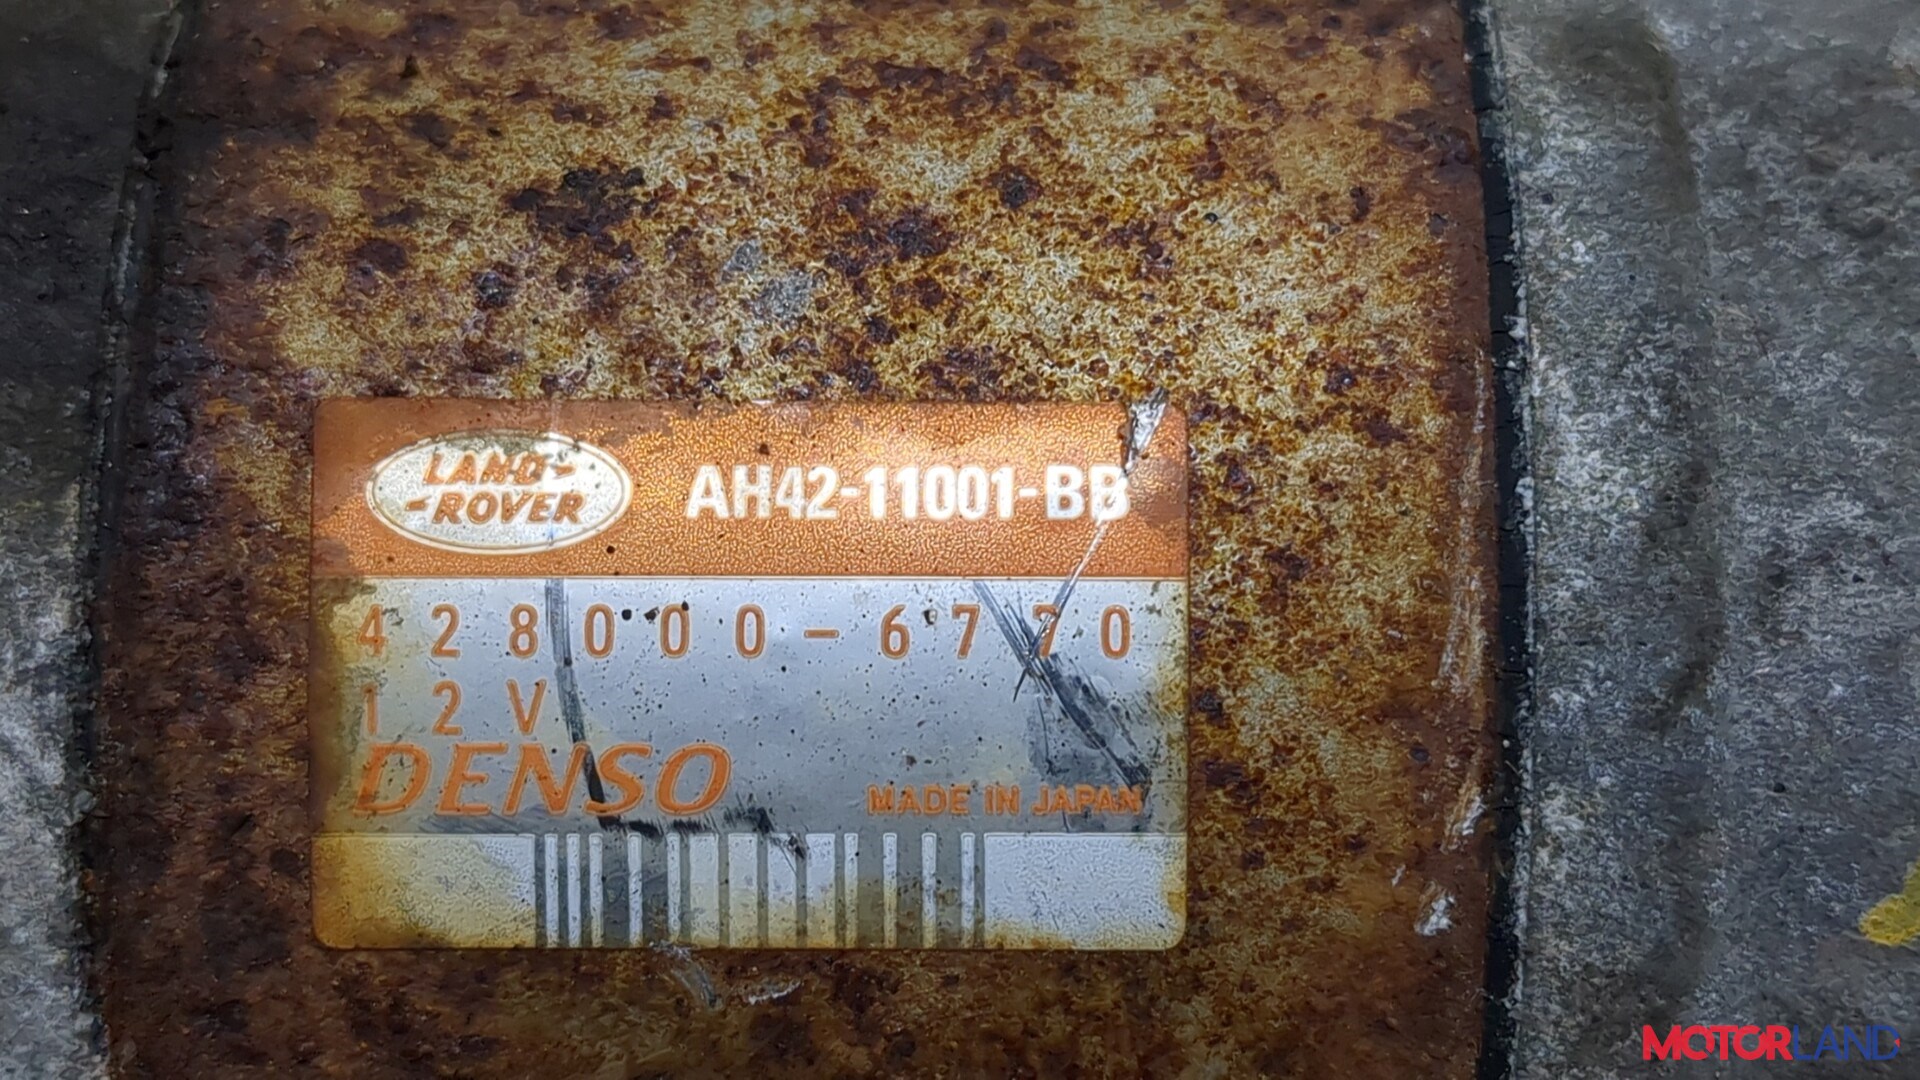 LAND-
-ROVER
AH42-11001-BB
428000-6770
12V
DENSO
MADE IN JAPAN
MOTORLAND